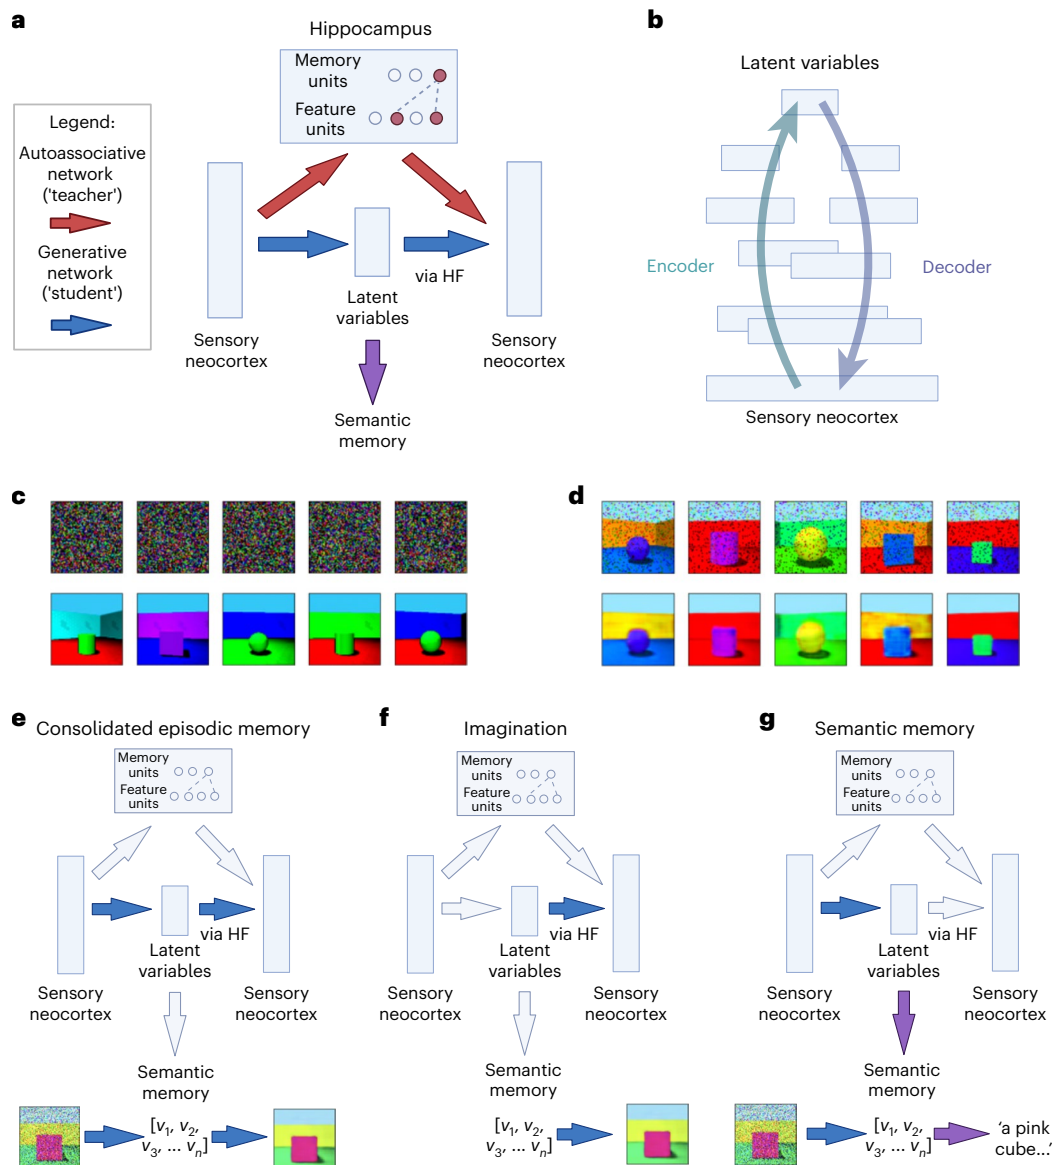 a
Hippocampus
Memory
units
Feature
units
Legend:
Autoassociative
network
('teacher')
Generative
network
('student')
via HF
Latent
variables
Sensory
neocortex
Sensory
neocortex
Semantic
memory
b
Latent variables
Encoder
Decoder
Sensory neocortex
c
d
e
Consolidated episodic memory
Memory
units
Feature
units
via HF
Latent
variables
Sensory
neocortex
Sensory
neocortex
Semantic
memory
[v1, v2,
v3, ... vn]
f
Imagination
Memory
units
Feature
units
via HF
Latent
variables
Sensory
neocortex
Sensory
neocortex
Semantic
memory
[v1, v2,
v3, ... vn]
g
Semantic memory
Memory
units
Feature
units
via HF
Latent
variables
Sensory
neocortex
Sensory
neocortex
Semantic
memory
[v1, v2,
v3, ... vn]
'a pink
cube...'